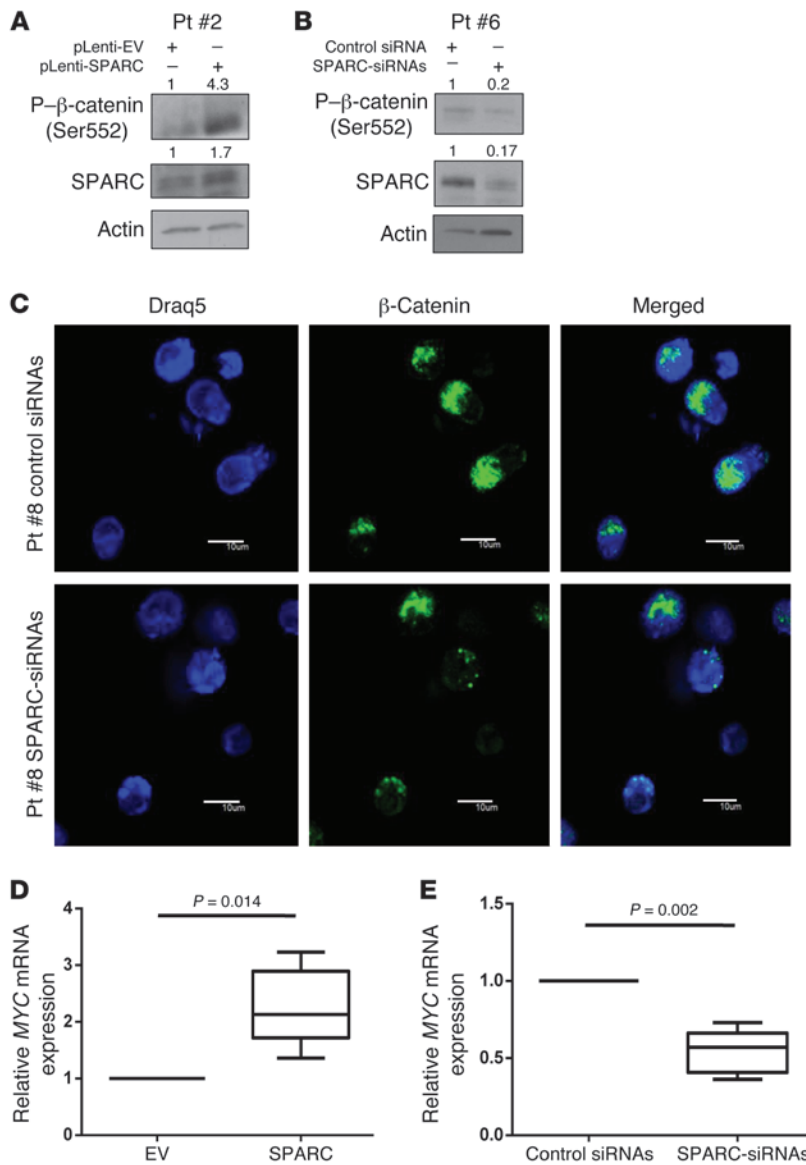 A
Pt #2
pLenti-EV + –
pLenti-SPARC – +
1 4.3
P–β-catenin
(Ser552)
1 1.7
SPARC
Actin
B
Pt #6
Control siRNA + –
SPARC-siRNAs – +
1 0.2
P–β-catenin
(Ser552)
1 0.17
SPARC
Actin
C
Draq5 β-Catenin Merged
Pt #8 control siRNAs
10um 10um 10um
Pt #8 SPARC-siRNAs
10um 10um 10um
D
P = 0.014
Relative MYC mRNA
expression
4
3
2
1
0
EV SPARC
E
P = 0.002
Relative MYC mRNA
expression
1.5
1.0
0.5
0.0
Control siRNAs SPARC-siRNAs